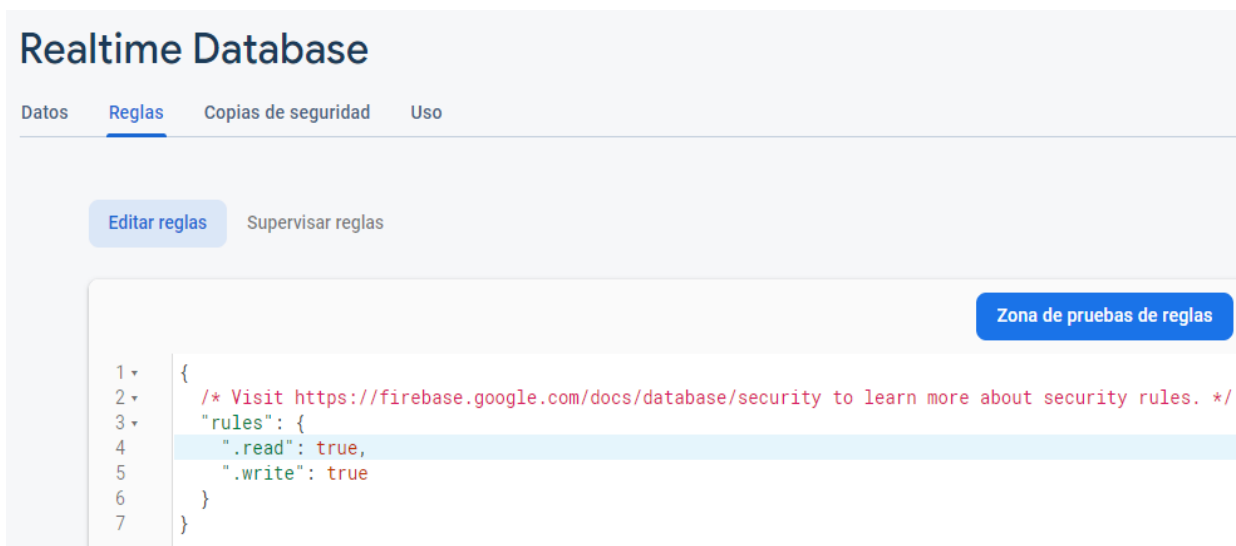 Realtime Database
Datos Reglas Copias de seguridad Uso
Editar reglas Supervisar reglas
Zona de pruebas de reglas
1 {
2 /* Visit https://firebase.google.com/docs/database/security to learn more about security rules. */
3 "rules": {
4 ".read": true,
5 ".write": true
6 }
7 }